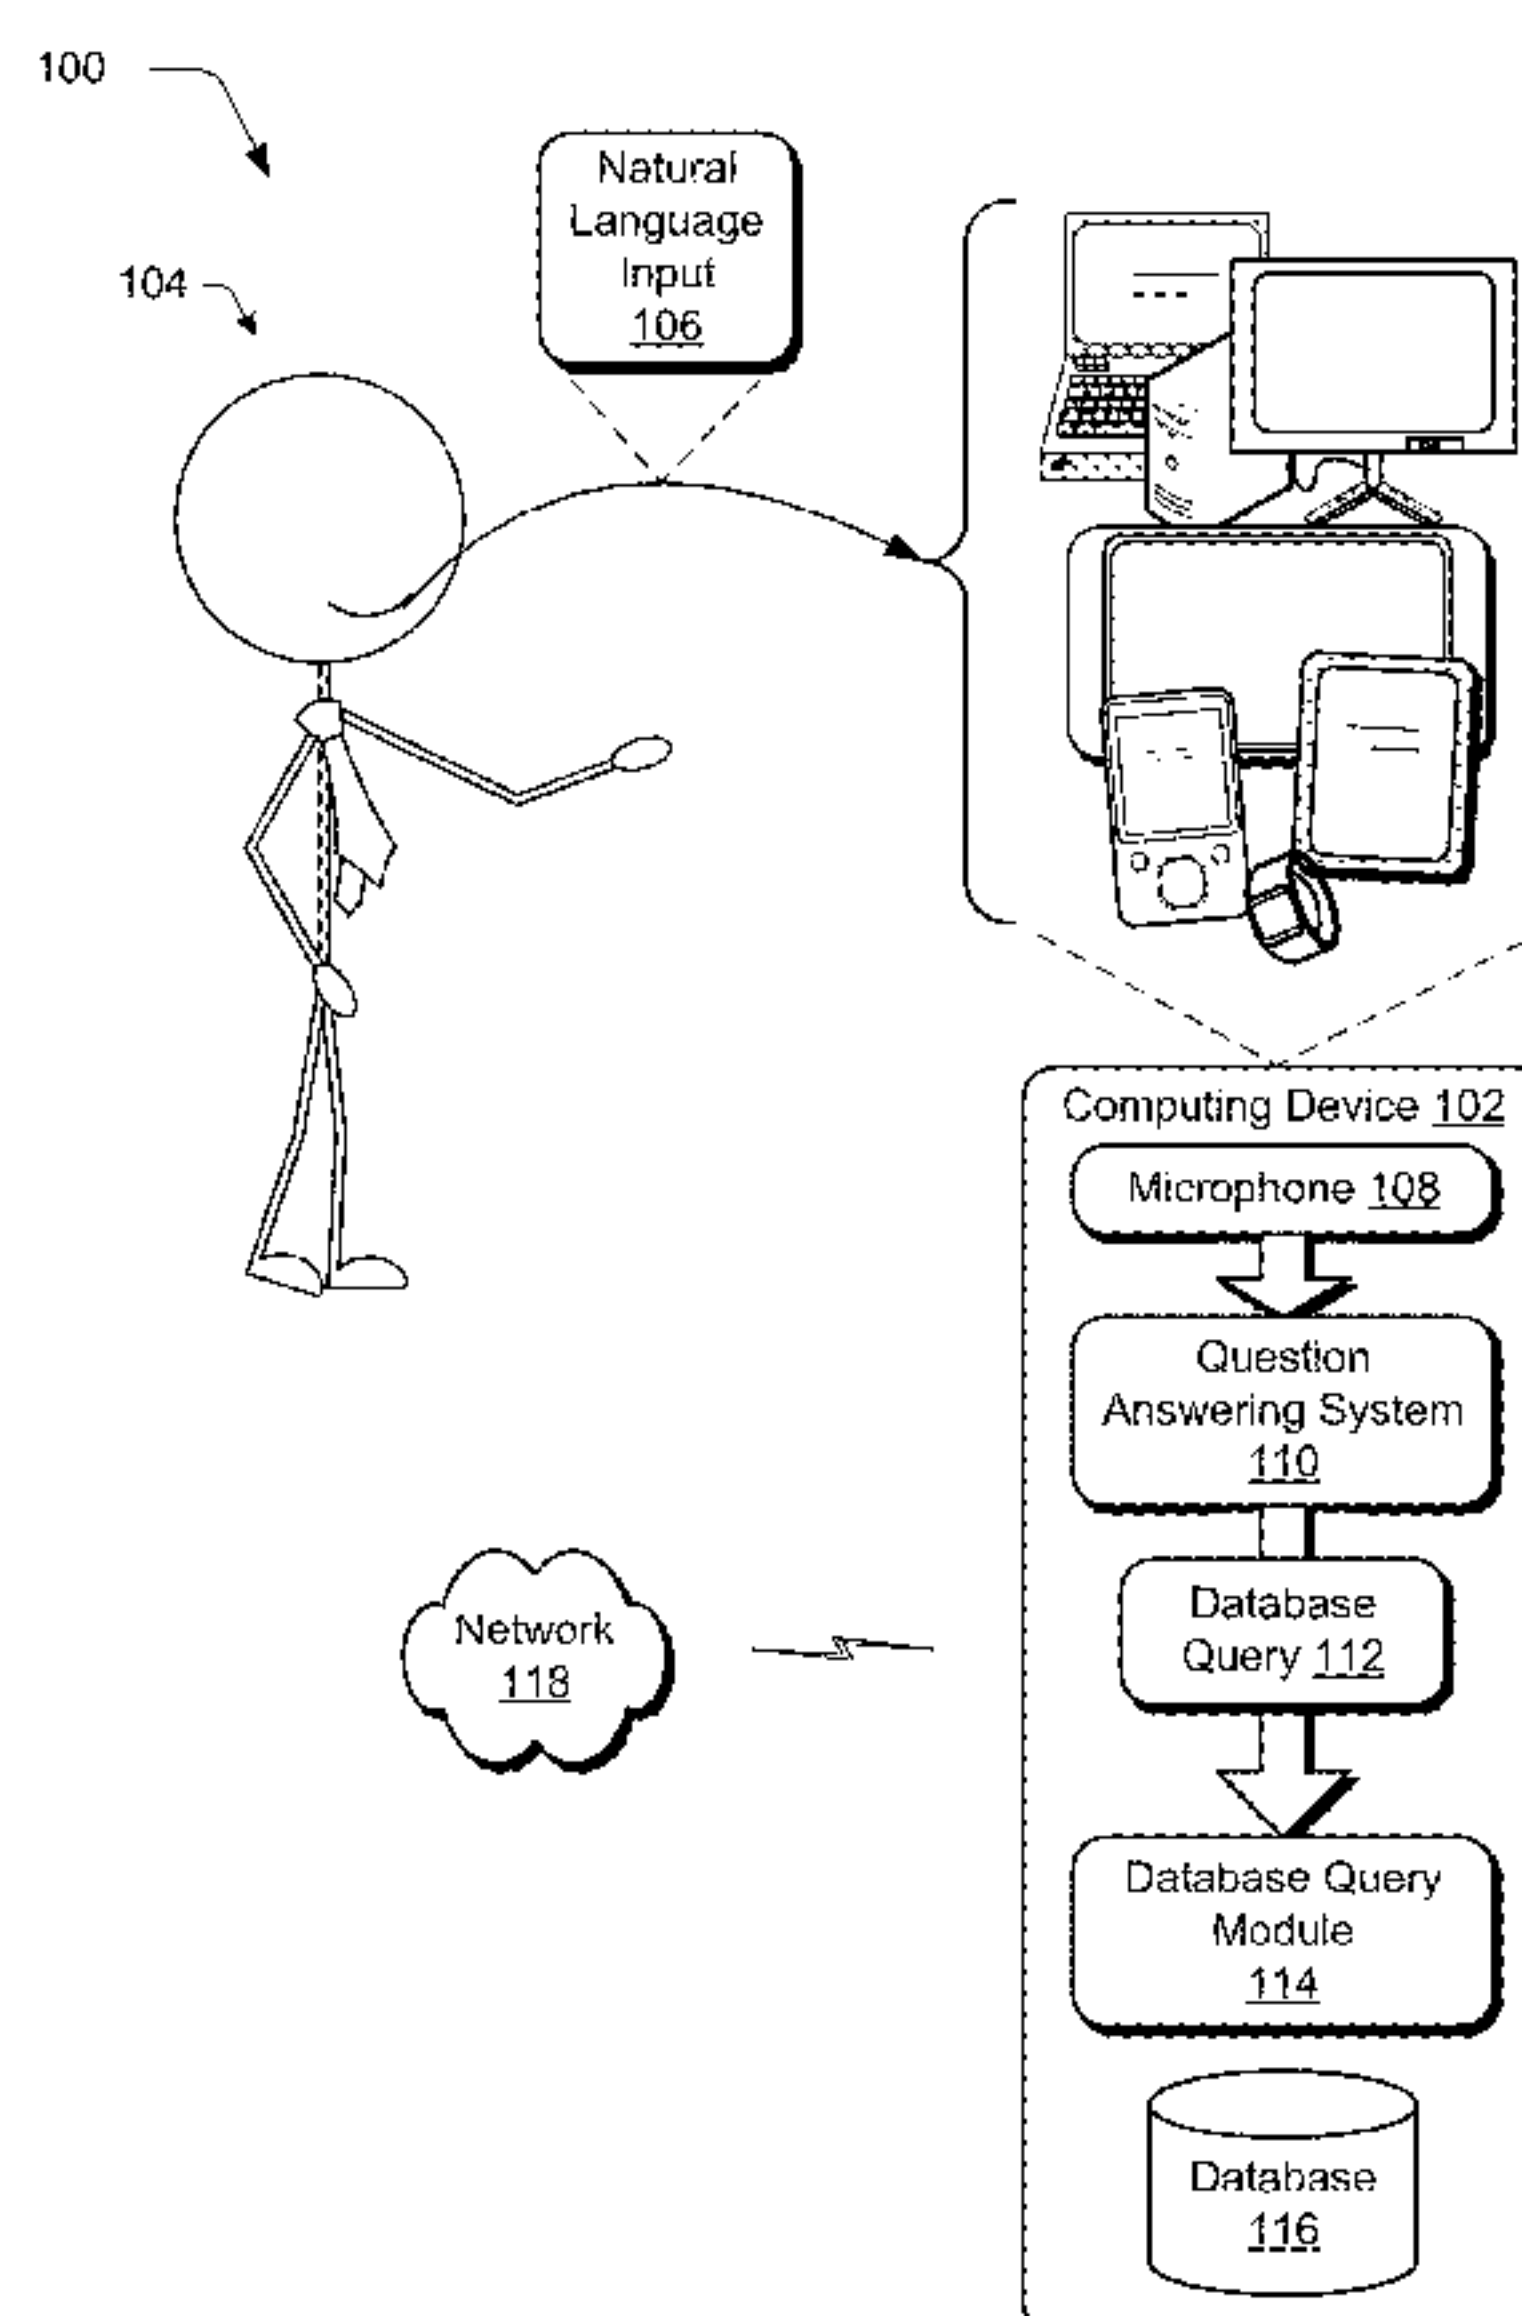 100
104
Natural
Language
Input
106
Computing Device 102
Microphone 108
Question
Answering System
110
Database
Query 112
Network
118
Database Query
Module
114
Database
116